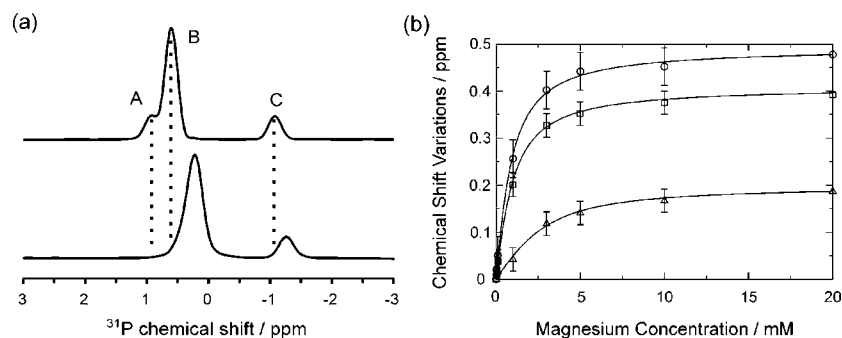 (a)
B
A
C
3 2 1 0 -1 -2 -3
³¹P chemical shift / ppm
(b)
Chemical Shift Variations / ppm
0.5
0.4
0.3
0.2
0.1
0
0 5 10 15 20
Magnesium Concentration / mM